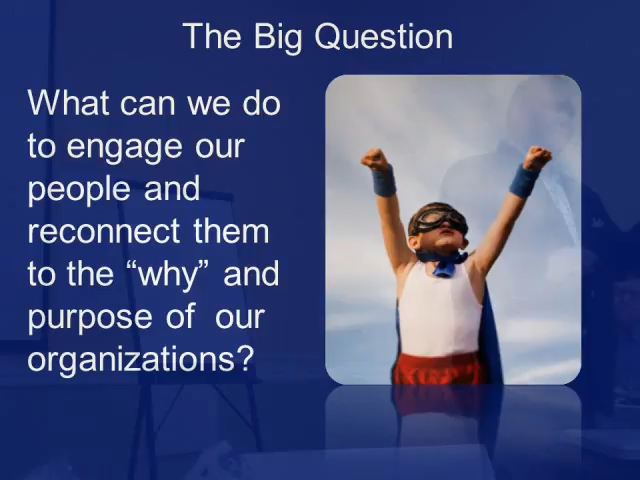 The Big Question
What can we do
to engage our
people and
reconnect them
to the “why” and
purpose of  our
organizations?